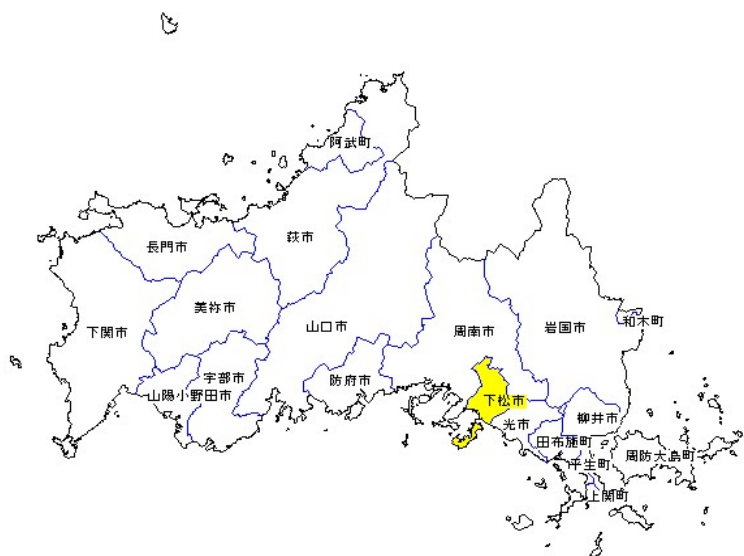 阿武町
長門市
萩市
美祢市
下関市
山口市
周南市
岩国市
和木町
宇部市
防府市
山陽小野田市
下松市
光市
柳井市
田布施町
周防大島町
平生町
上関町